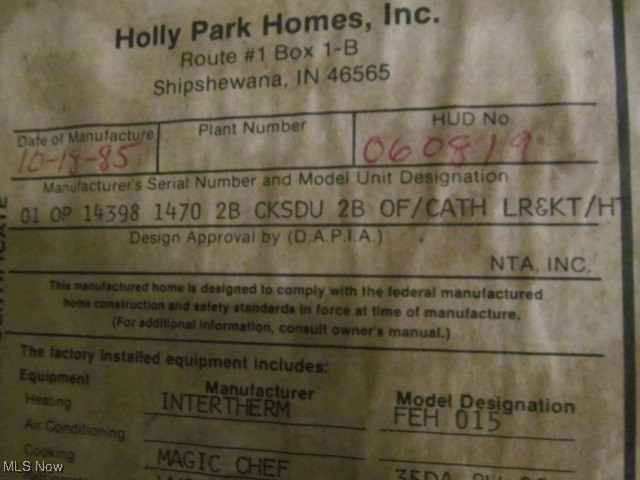 Holly Park Homes, Inc.
Route #1 Box 1-B
Shipshewana, IN 46565
Date of Manufacture Plant Number HUD No.
10-18-85 060819
Manufacturer's Serial Number and Model Unit Designation
01 OP 14398 1470 2B CKSDU 2B OF/CATH LR&KT/HT
Design Approval by (D.A.P.I.A.)
NTA, INC.
This manufactured home is designed to comply with the federal manufactured
home construction and safety standards in force at time of manufacture.
(For additional information, consult owner's manual.)
The factory installed equipment includes:
Equipment Manufacturer Model Designation
Heating INTERTHERM FEH 015
Air Conditioning
Cooking MAGIC CHEF
MLS Now